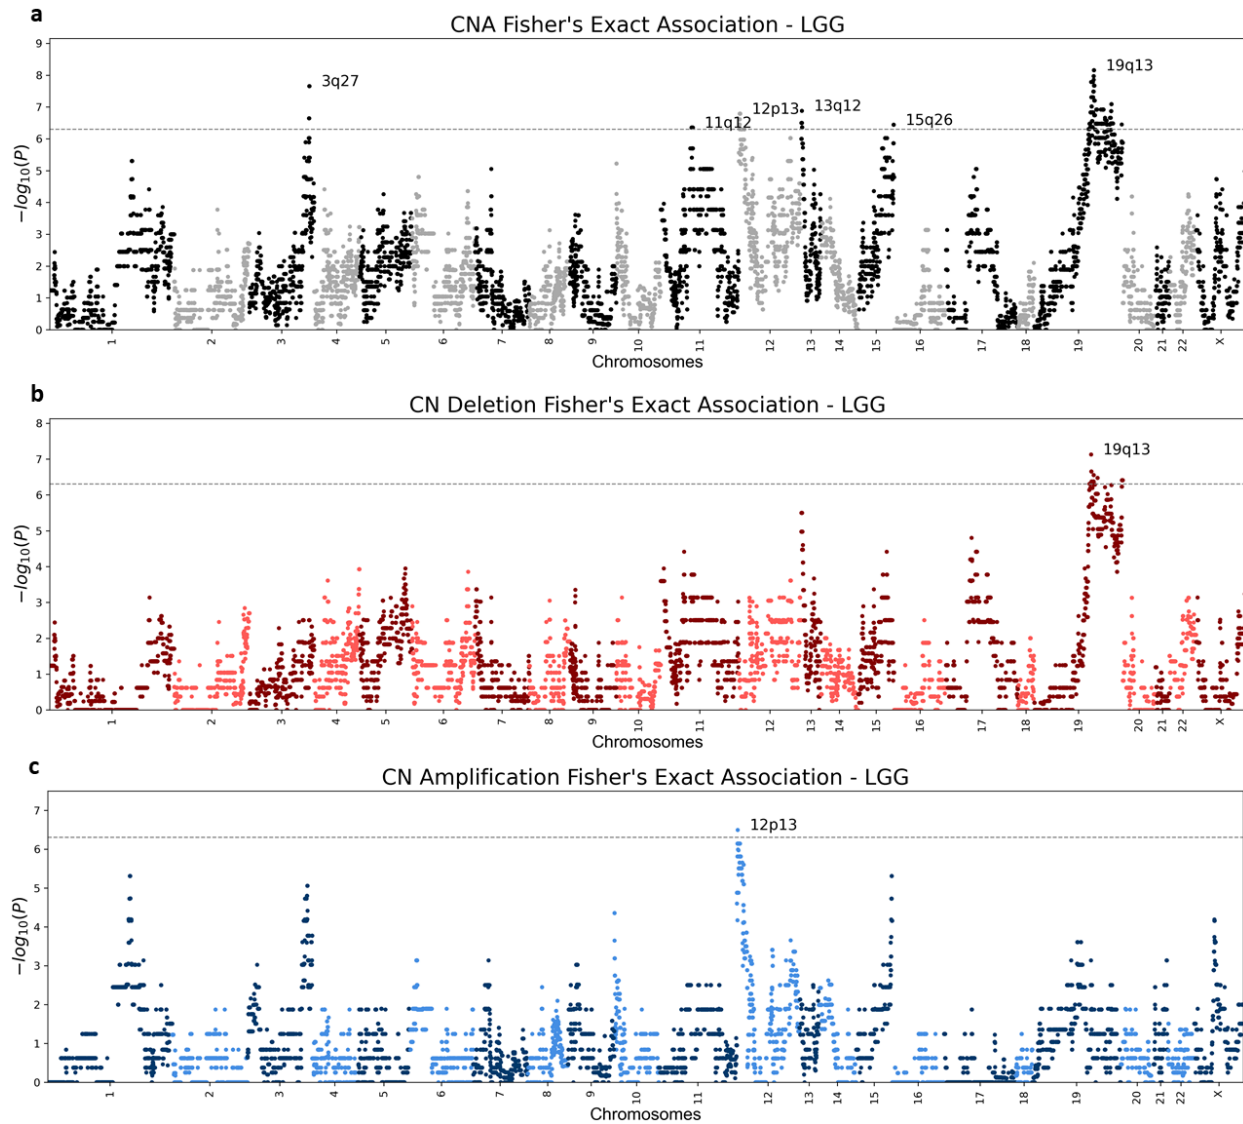 a
CNA Fisher's Exact Association - LGG
9
8
7
6
5
4
3
2
1
0
-log10(P)
3q27
11q12
12p13
13q12
15q26
19q13
1 2 3 4 5 6 7 8 9 10 11 12 13 14 15 16 17 18 19 20 21 22 X
Chromosomes
b
CN Deletion Fisher's Exact Association - LGG
8
7
6
5
4
3
2
1
0
-log10(P)
19q13
1 2 3 4 5 6 7 8 9 10 11 12 13 14 15 16 17 18 19 20 21 22 X
Chromosomes
c
CN Amplification Fisher's Exact Association - LGG
7
6
5
4
3
2
1
0
-log10(P)
12p13
1 2 3 4 5 6 7 8 9 10 11 12 13 14 15 16 17 18 19 20 21 22 X
Chromosomes